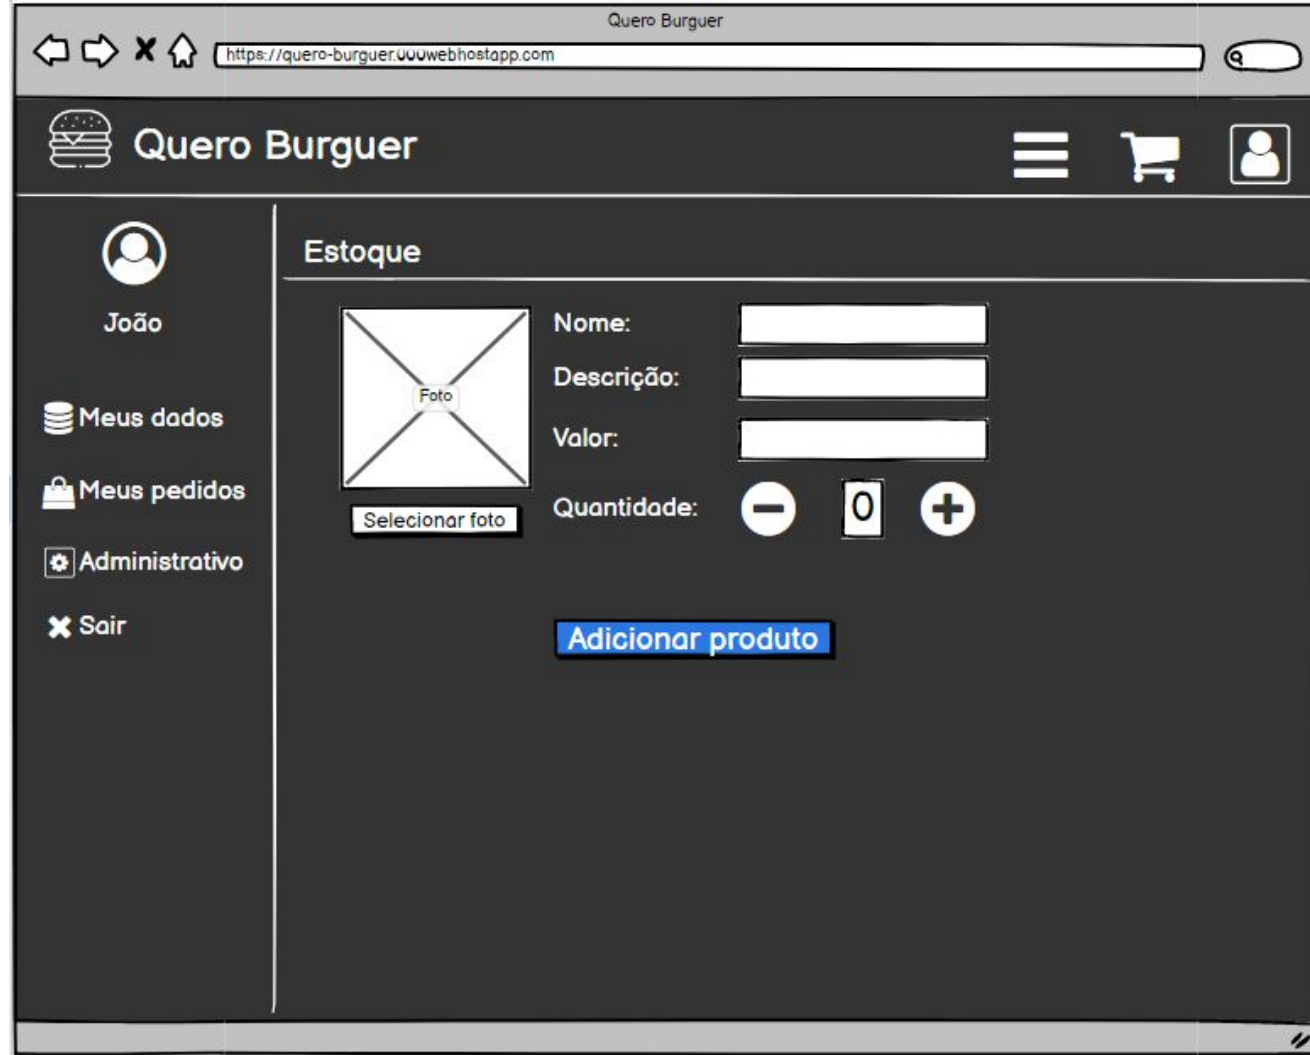 Quero Burguer
https://quero-burguer.000webhostapp.com
Quero Burguer
João
Meus dados
Meus pedidos
Administrativo
Sair
Estoque
Foto
Selecionar foto
Nome:
Descrição:
Valor:
Quantidade:
0
Adicionar produto